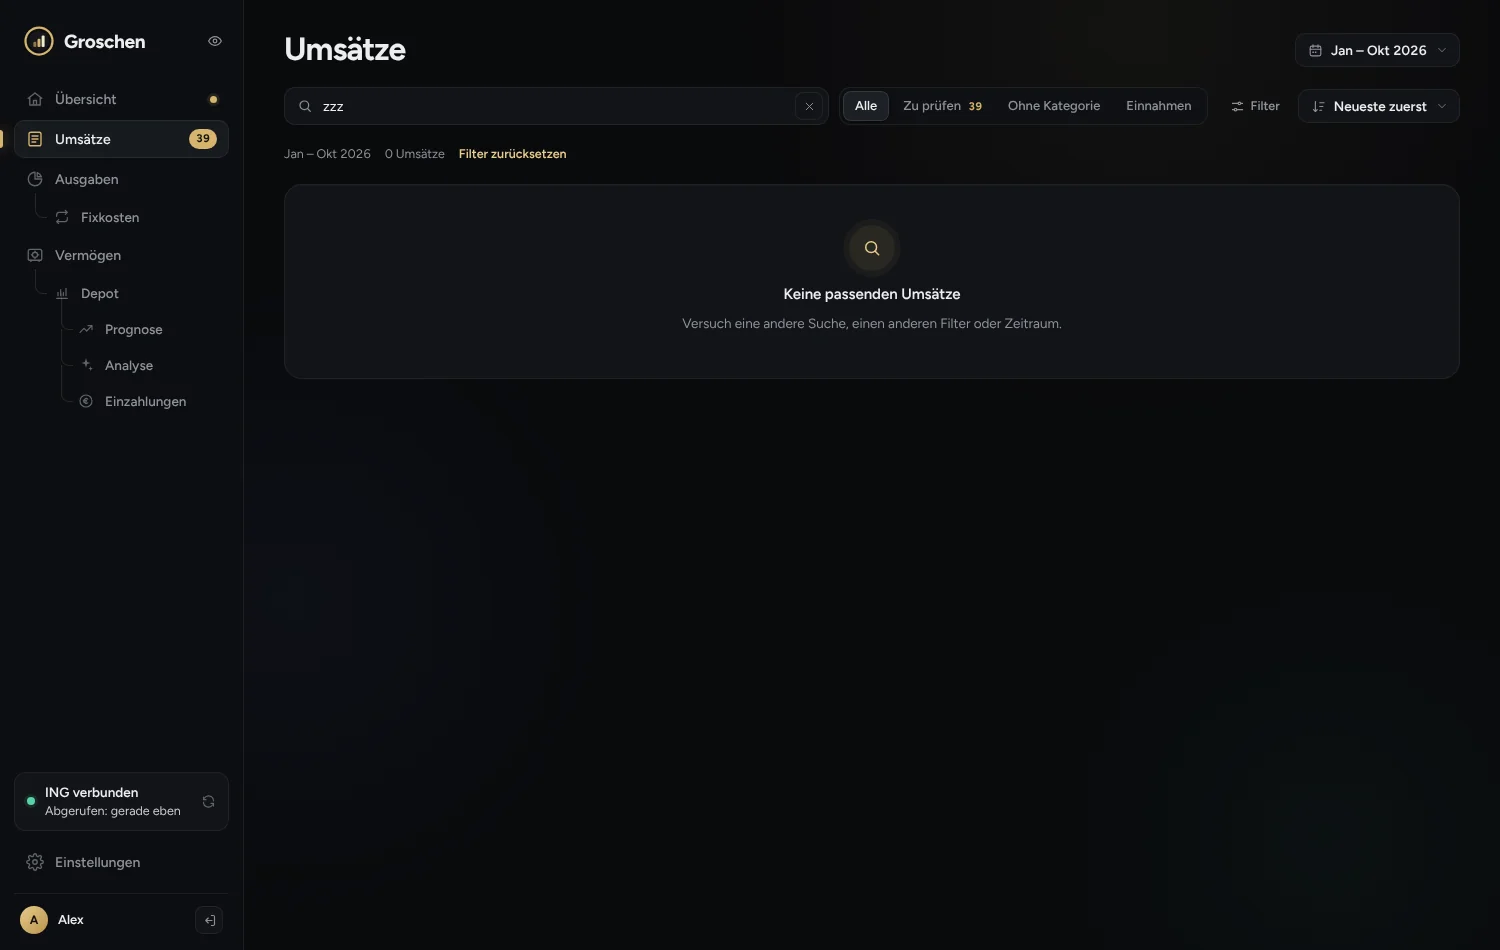 Groschen
Übersicht
Umsätze 39
Ausgaben
Fixkosten
Vermögen
Depot
Prognose
Analyse
Einzahlungen
ING verbunden
Abgerufen: gerade eben
Einstellungen
A Alex
Umsätze
Jan – Okt 2026
zzz
Alle Zu prüfen 39 Ohne Kategorie Einnahmen
Filter
Neueste zuerst
Jan – Okt 2026 0 Umsätze Filter zurücksetzen
Keine passenden Umsätze
Versuch eine andere Suche, einen anderen Filter oder Zeitraum.